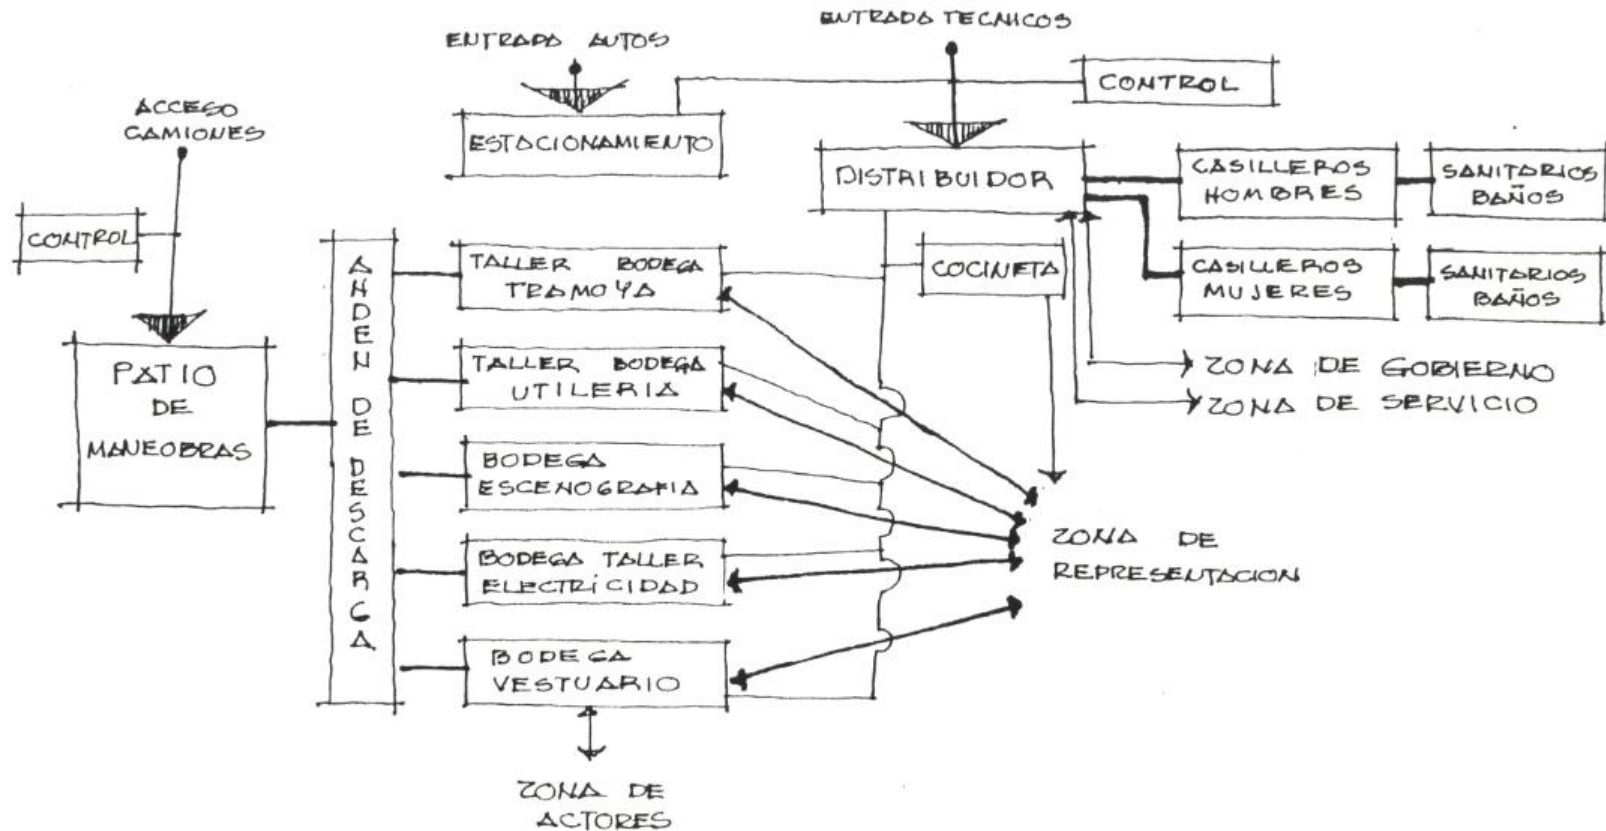 ENTRADA AUTOS
ENTRADA TECNICOS
ACCESO
CAMIONES
CONTROL
ESTACIONAMIENTO
CONTROL
DISTRIBUIDOR
CASILLEROS
HOMBRES
SANITARIOS
BAÑOS
CONTROL
PATIO
DE
MANEOBRAS
ANDEN DE DESCARGA
TALLER BODEGA
TRAMOYA
COCINETA
CASILLEROS
MUJERES
SANITARIOS
BAÑOS
TALLER BODEGA
UTILERIA
ZONA DE GOBIERNO
ZONA DE SERVICIO
BODEGA
ESCENOGRAFIA
BODEGA TALLER
ELECTRICIDAD
ZONA DE
REPRESENTACION
BODEGA
VESTUARIO
ZONA DE
ACTORES